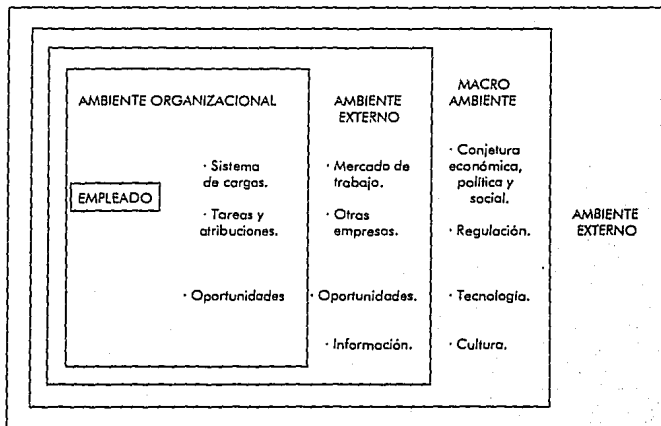 AMBIENTE ORGANIZACIONAL
EMPLEADO
· Sistema
de cargos.
· Tareas y
atribuciones.
· Oportunidades
AMBIENTE
EXTERNO
· Mercado de
trabajo.
· Otras
empresas.
· Oportunidades.
· Información.
MACRO
AMBIENTE
· Conjetura
económica,
política y
social.
· Regulación.
· Tecnología.
· Cultura.
AMBIENTE
EXTERNO